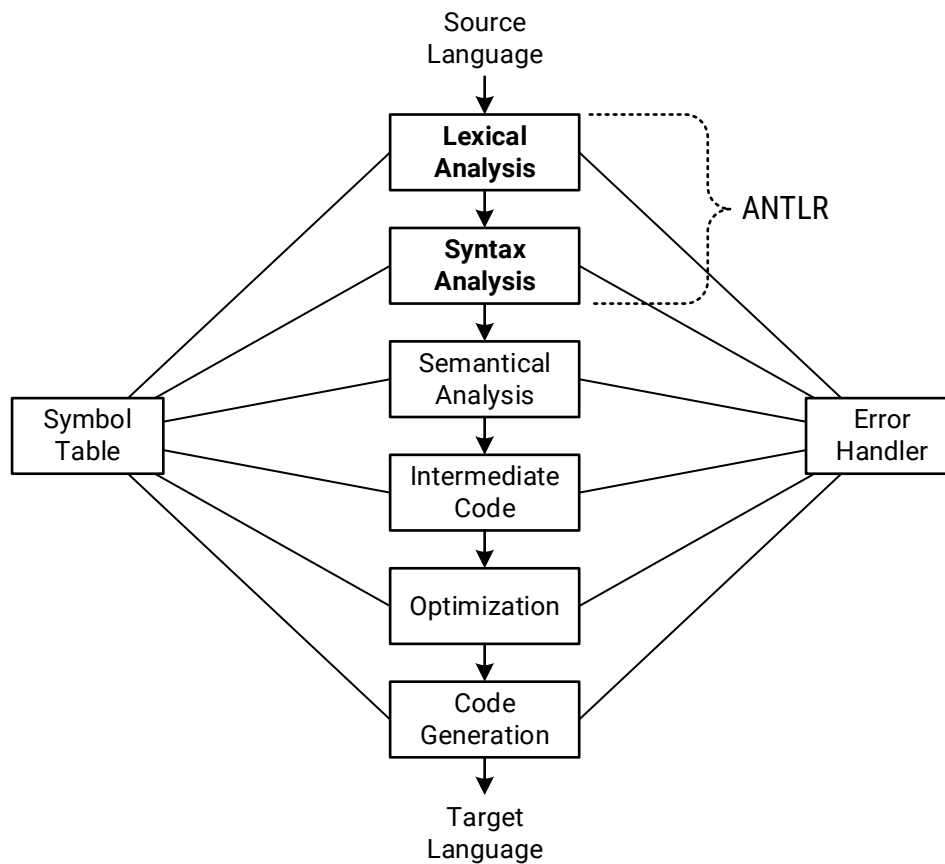 Source
Language
Lexical
Analysis
ANTLR
Syntax
Analysis
Semantical
Analysis
Symbol
Table
Error
Handler
Intermediate
Code
Optimization
Code
Generation
Target
Language